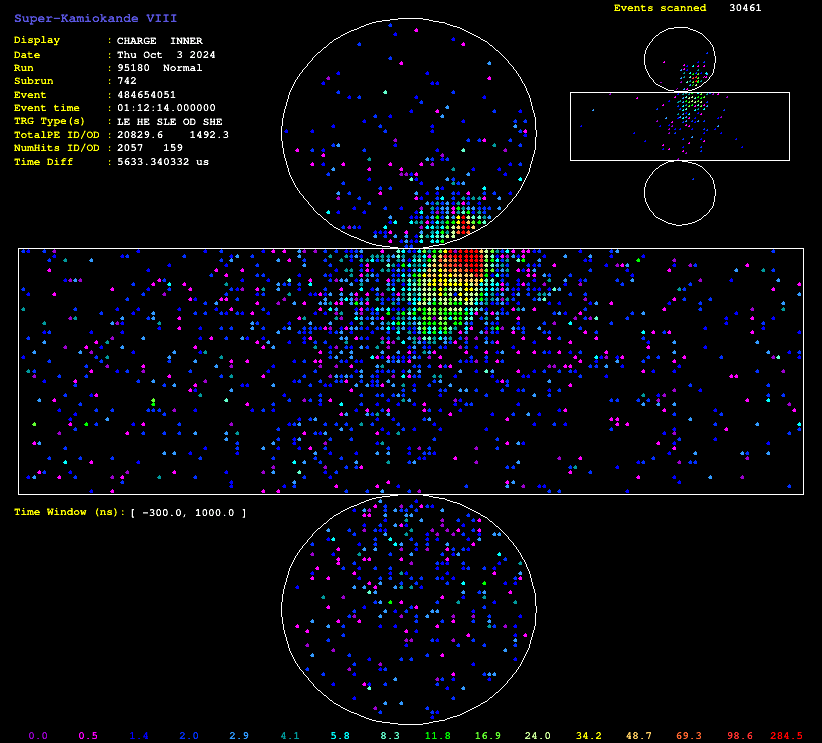 Super-Kamiokande VIII
Events scanned 30461
Display : CHARGE INNER
Date : Thu Oct 3 2024
Run : 95180 Normal
Subrun : 742
Event : 484654051
Event time : 01:12:14.000000
TRG Type(s) : LE HE SLE OD SHE
TotalPE ID/OD : 20829.6 1492.3
NumHits ID/OD : 2057 159
Time Diff : 5633.340332 us
Time Window (ns): [ -300.0, 1000.0 ]
0.0 0.5 1.4 2.0 2.9 4.1 5.8 8.3 11.8 16.9 24.0 34.2 48.7 69.3 98.6 284.5